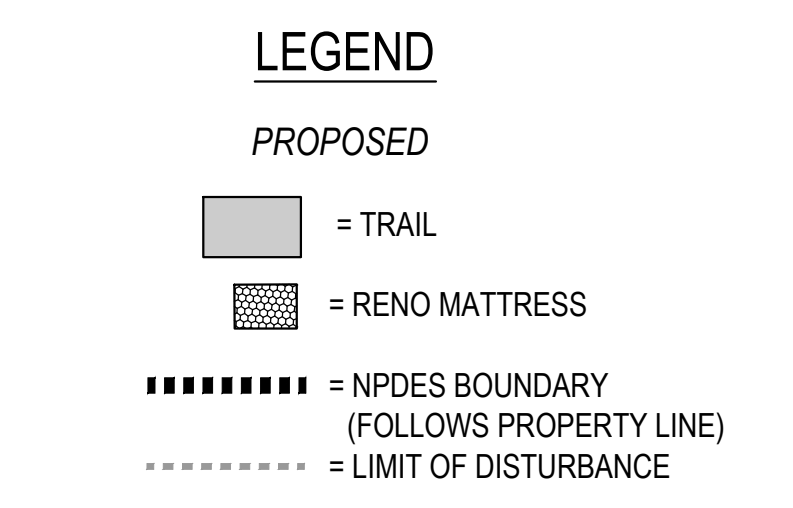 LEGEND
PROPOSED
= TRAIL
= RENO MATTRESS
= NPDES BOUNDARY
(FOLLOWS PROPERTY LINE)
= LIMIT OF DISTURBANCE